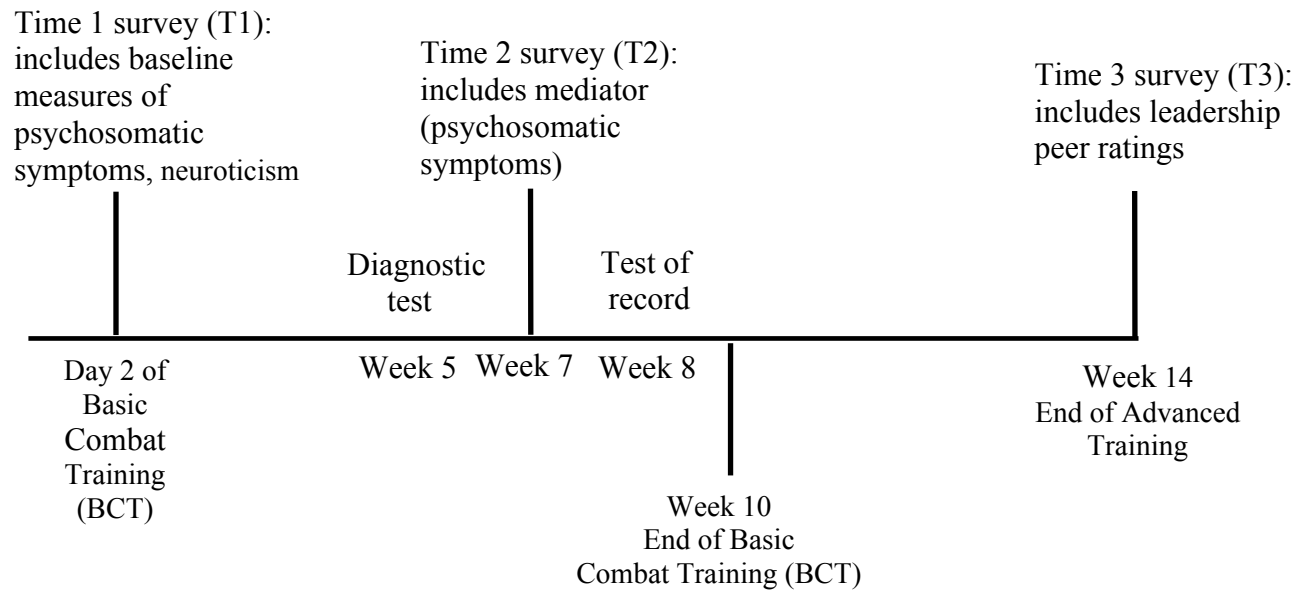 Time 1 survey (T1):
includes baseline
measures of
psychosomatic
symptoms, neuroticism
Time 2 survey (T2):
includes mediator
(psychosomatic
symptoms)
Time 3 survey (T3):
includes leadership
peer ratings
Diagnostic
test
Test of
record
Day 2 of
Basic
Combat
Training
(BCT)
Week 5
Week 7
Week 8
Week 10
End of Basic
Combat Training (BCT)
Week 14
End of Advanced
Training